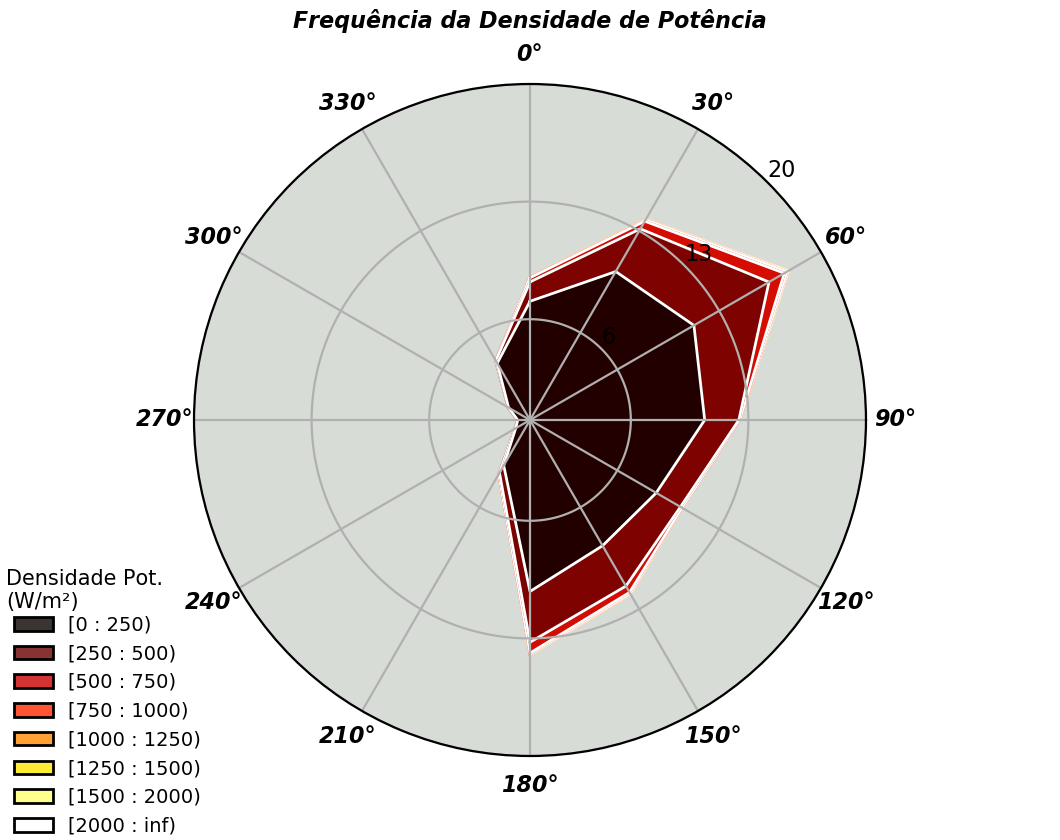 Frequência da Densidade de Potência
0°
330°
30°
20
300°
60°
13
6
270°
90°
240°
120°
210°
150°
180°
Densidade Pot.
(W/m²)
[0 : 250)
[250 : 500)
[500 : 750)
[750 : 1000)
[1000 : 1250)
[1250 : 1500)
[1500 : 2000)
[2000 : inf)